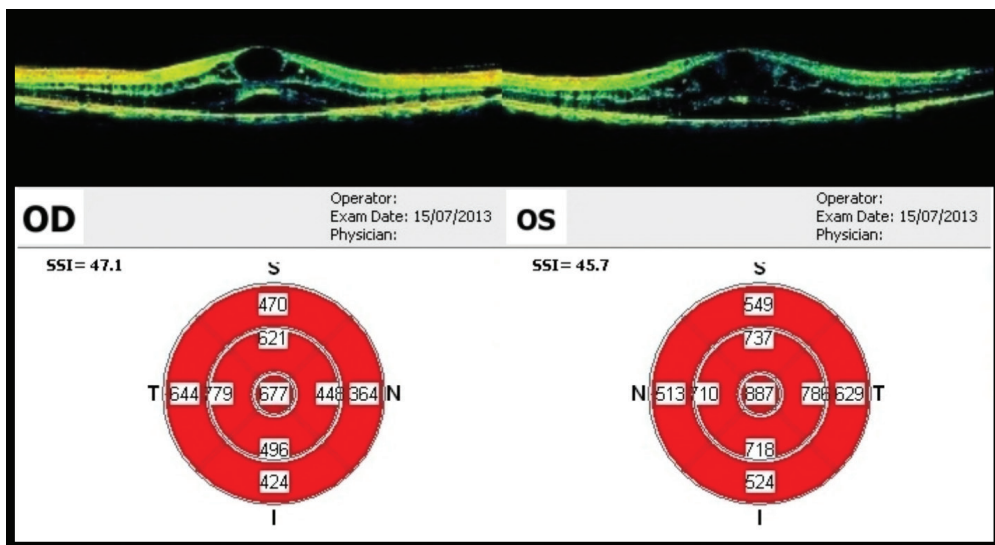 OD
Operator:
Exam Date: 15/07/2013
Physician:
OS
Operator:
Exam Date: 15/07/2013
Physician:
SSI= 47.1
S
470
621
T 644 779 677 448 364 N
496
424
I
SSI= 45.7
S
549
737
N 513 710 887 786 629 T
718
524
I